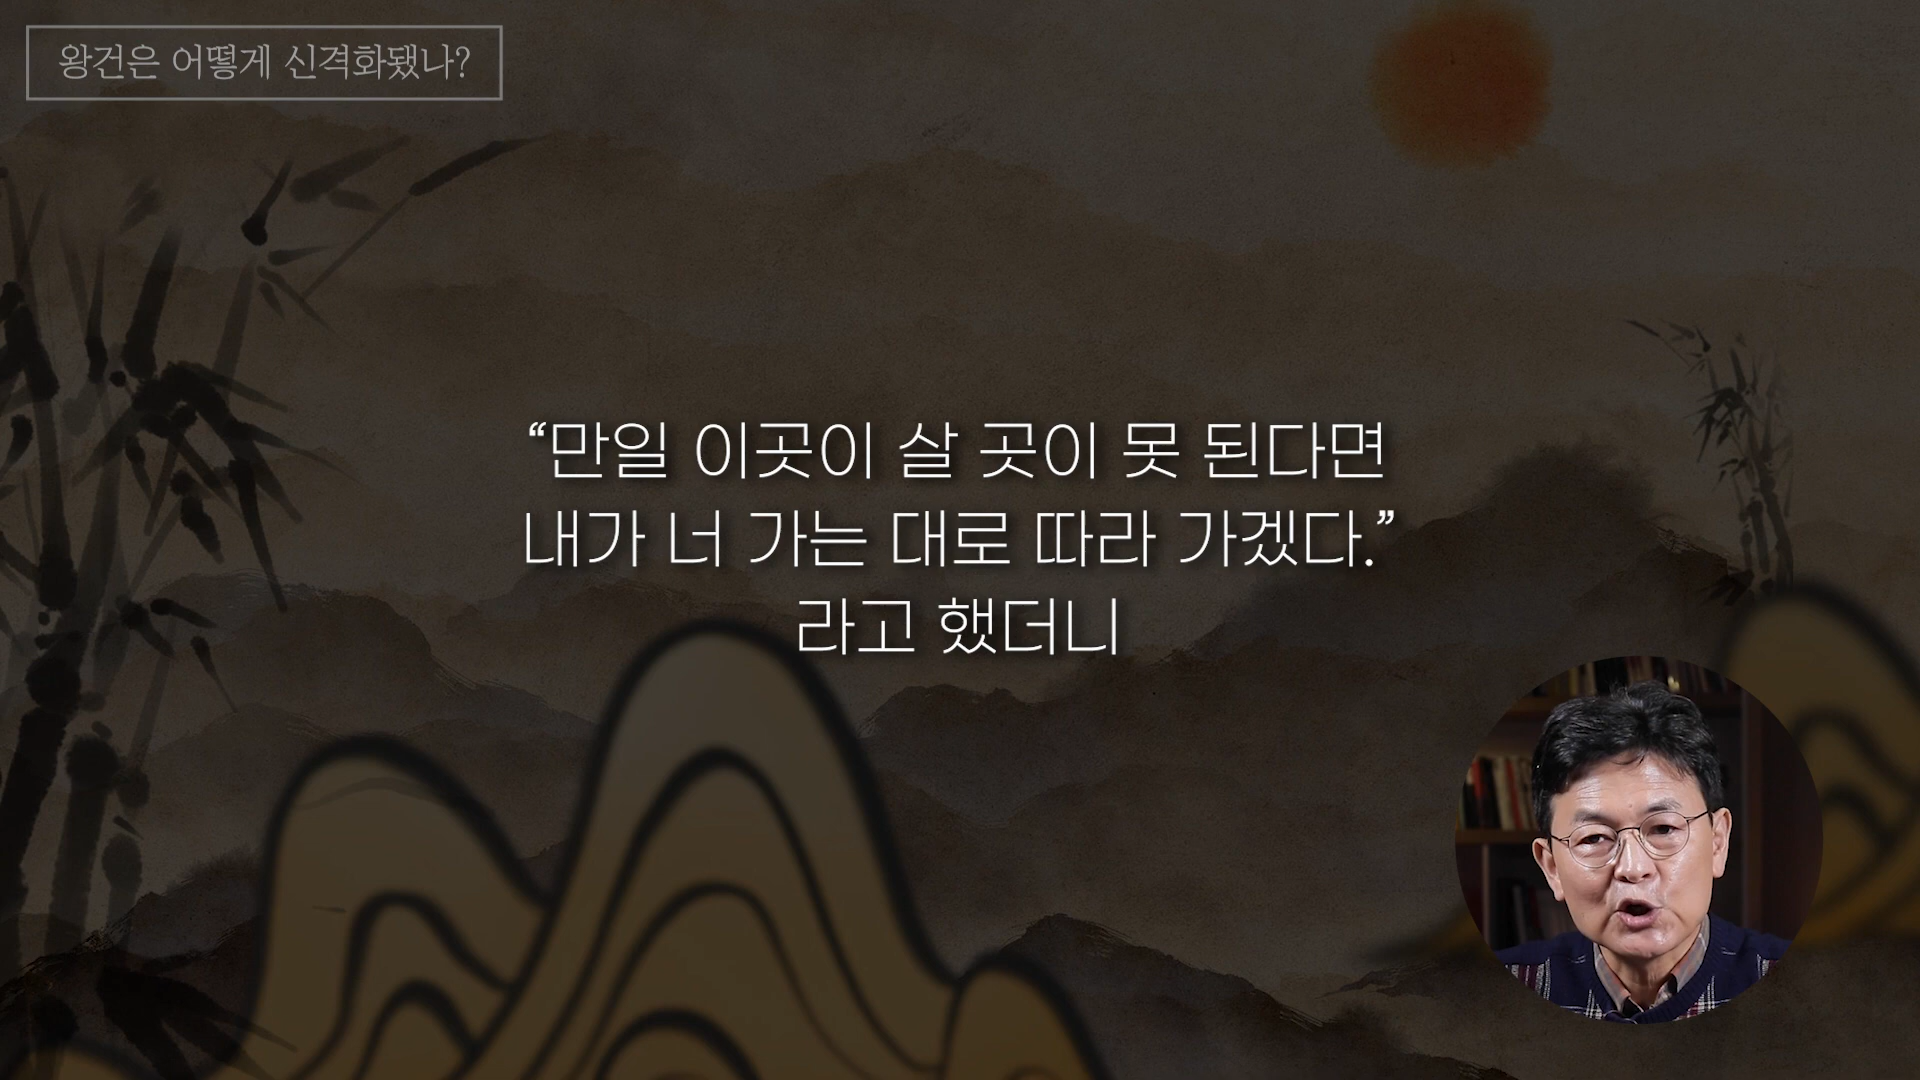 왕건은 어떻게 신격화됐나?
“만일 이곳이 살 곳이 못 된다면
내가 너 가는 대로 따라 가겠다.”
라고 했더니